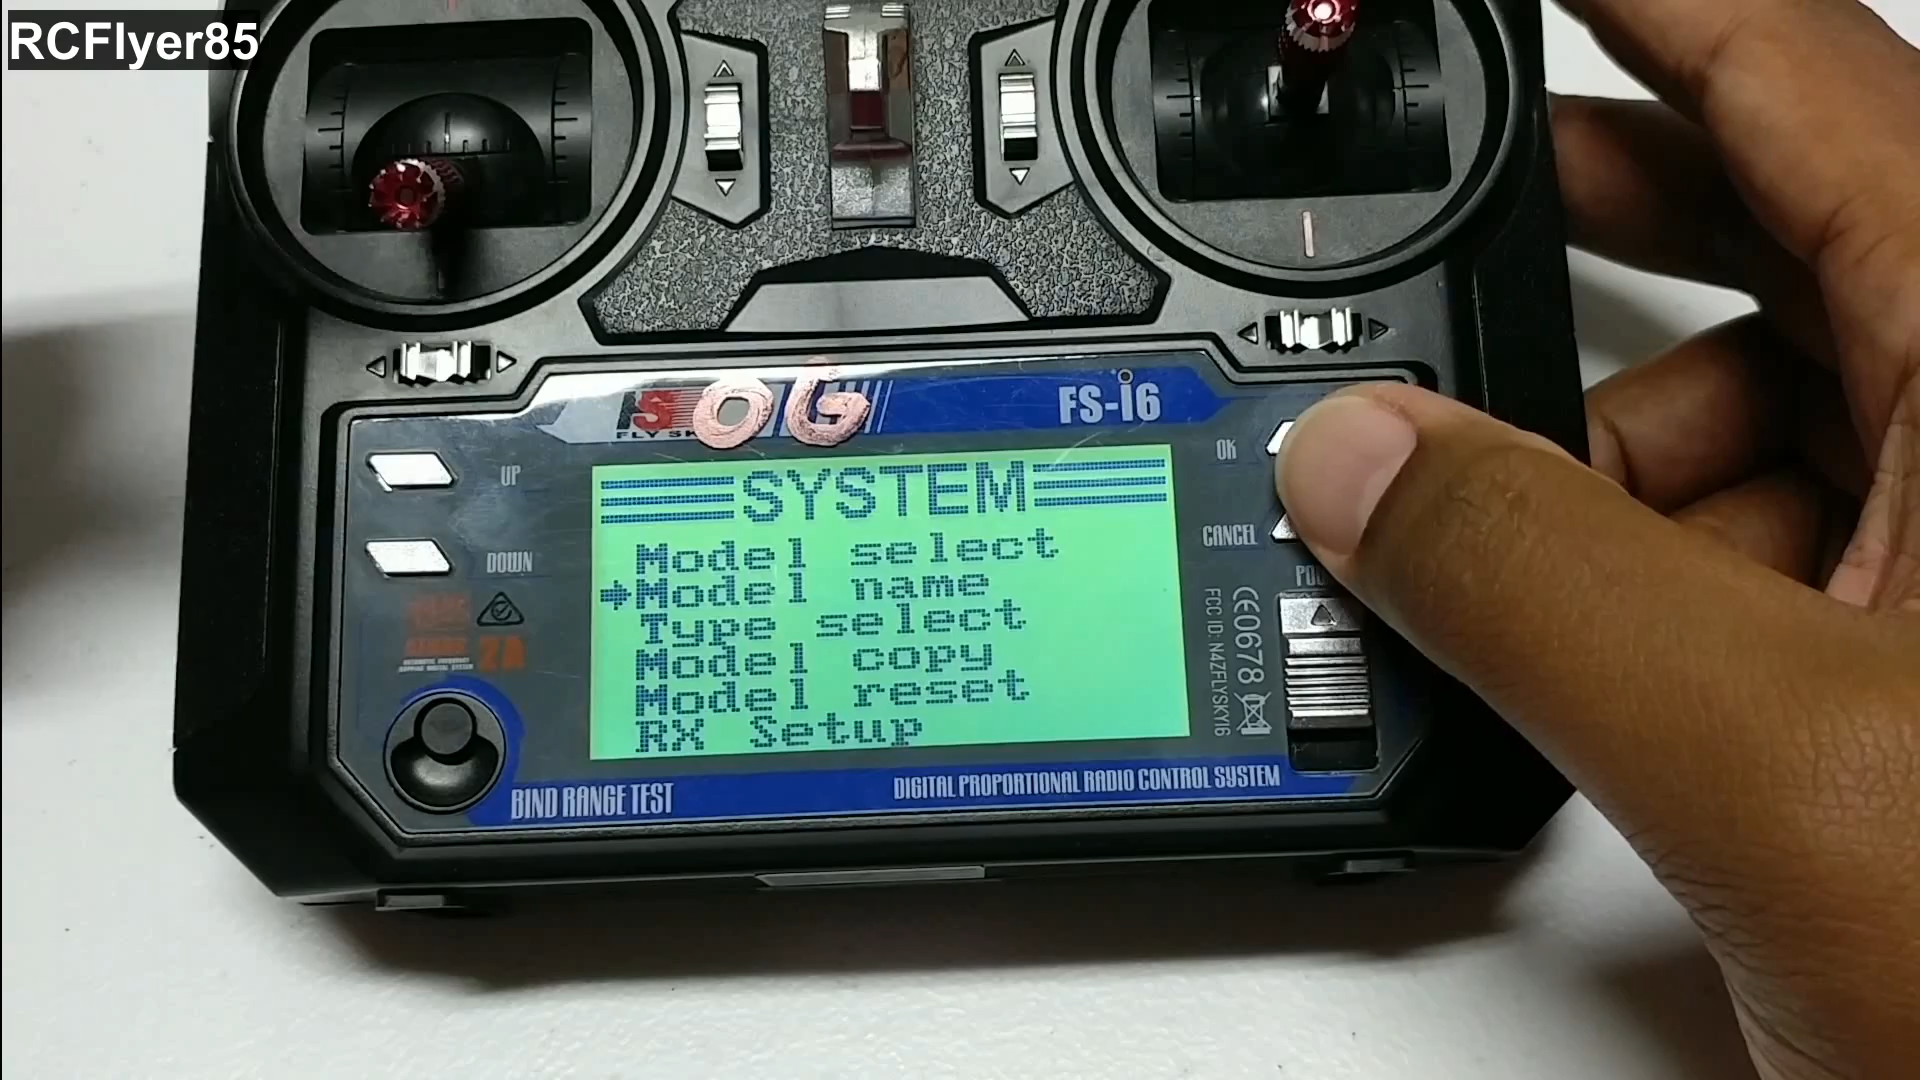 RCFlyer85
OG
FS-i6
UP
OK
SYSTEM
DOWN
CANCEL
Model select
Model name
Type select
Model copy
Model reset
RX Setup
CE0678
FCC ID: N4ZFLYSKYI6
BIND RANGE TEST
DIGITAL PROPORTIONAL RADIO CONTROL SYSTEM